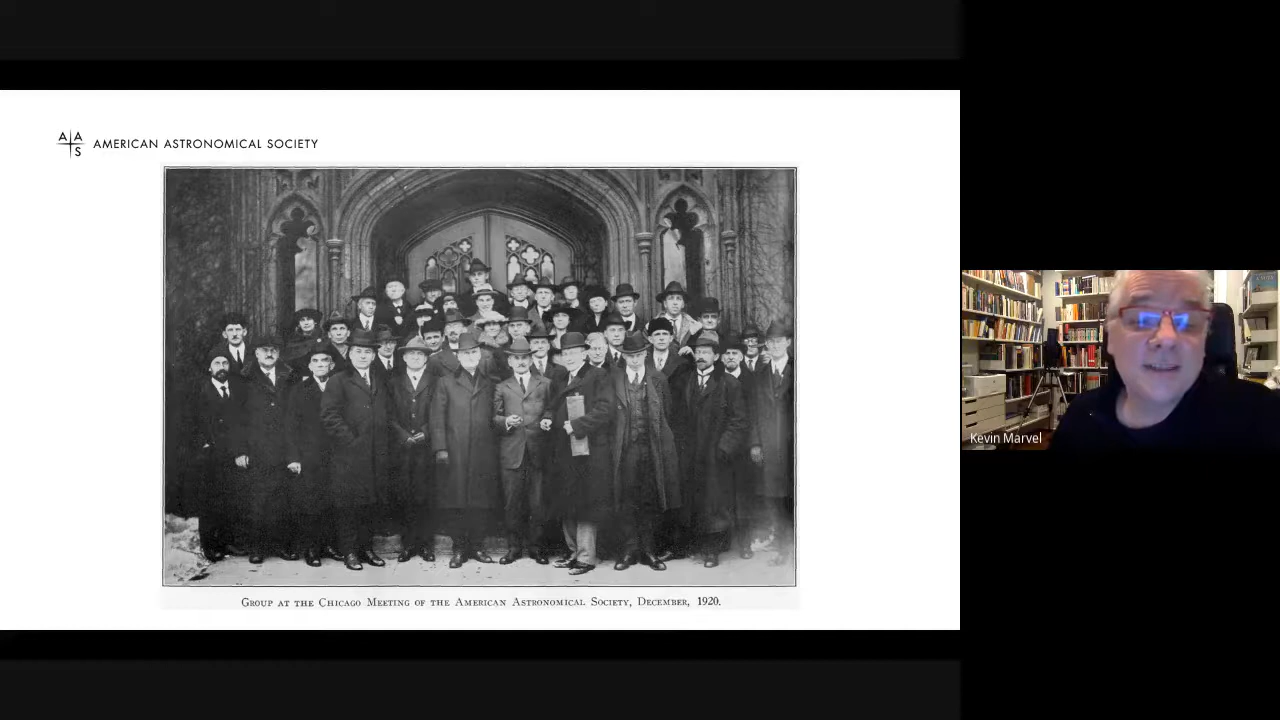 A A
S
AMERICAN ASTRONOMICAL SOCIETY
Group at the Chicago Meeting of the American Astronomical Society, December, 1920.
Kevin Marvel